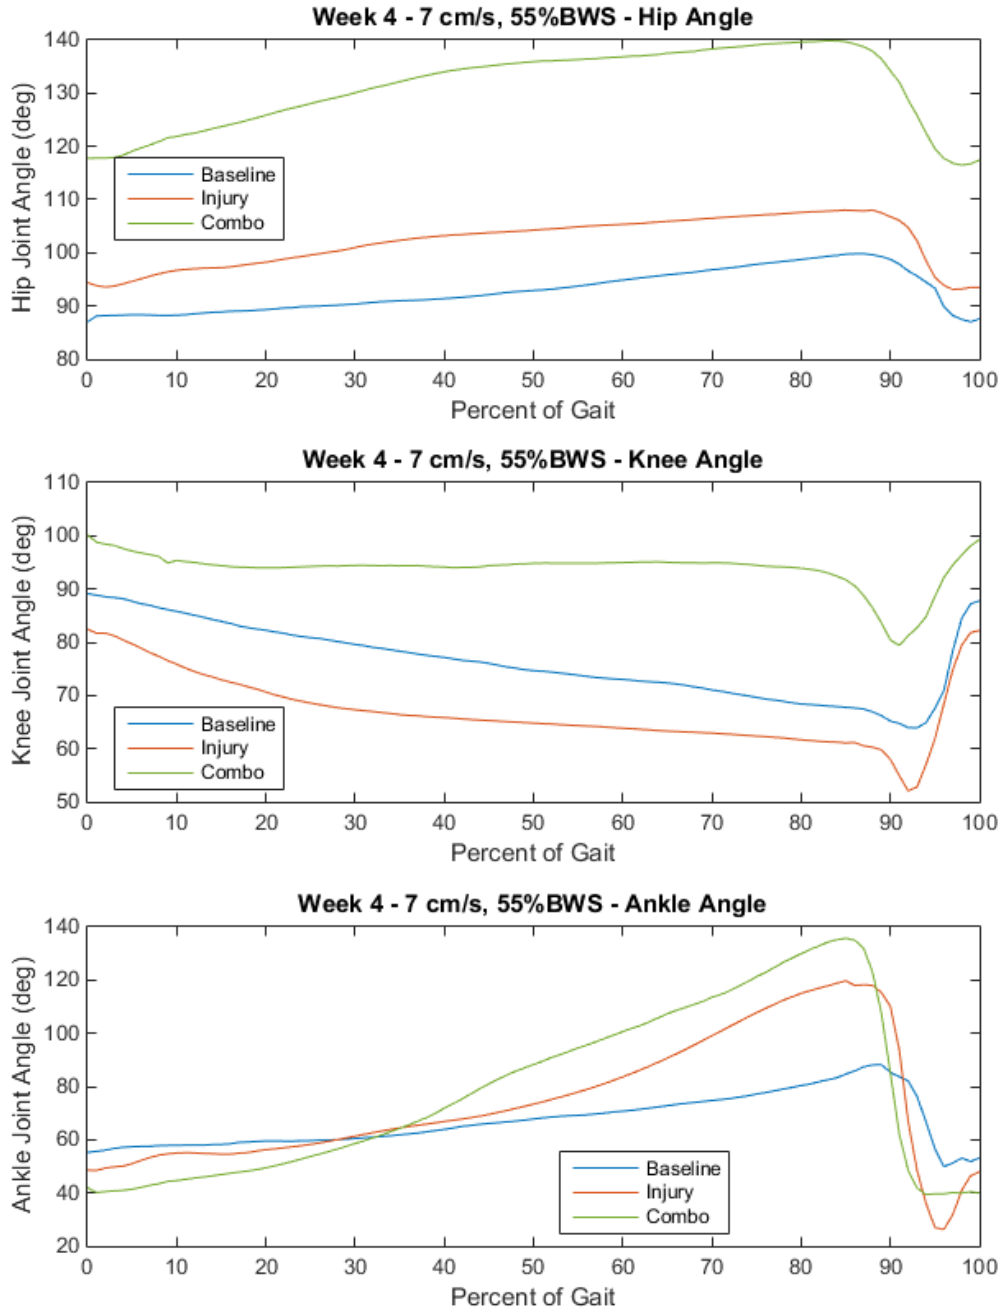 Week 4 - 7 cm/s, 55%BWS - Hip Angle
Hip Joint Angle (deg)
140
130
120
110
100
90
80
Baseline
Injury
Combo
0 10 20 30 40 50 60 70 80 90 100
Percent of Gait
Week 4 - 7 cm/s, 55%BWS - Knee Angle
Knee Joint Angle (deg)
110
100
90
80
70
60
50
Baseline
Injury
Combo
0 10 20 30 40 50 60 70 80 90 100
Percent of Gait
Week 4 - 7 cm/s, 55%BWS - Ankle Angle
Ankle Joint Angle (deg)
140
120
100
80
60
40
20
Baseline
Injury
Combo
0 10 20 30 40 50 60 70 80 90 100
Percent of Gait